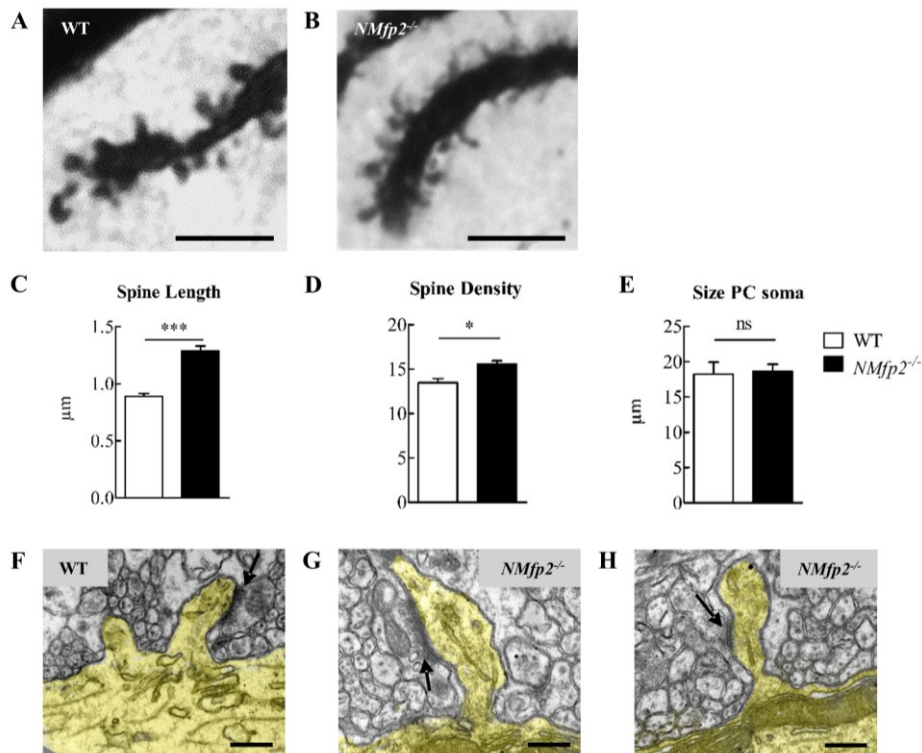 A
WT
B
NMfp2-/-
C
Spine Length
***
1.5
1.0
0.5
0.0
µm
D
Spine Density
*
20
15
10
5
0
E
Size PC soma
ns
25
20
15
10
5
0
µm
WT
NMfp2-/-
F
WT
G
NMfp2-/-
H
NMfp2-/-